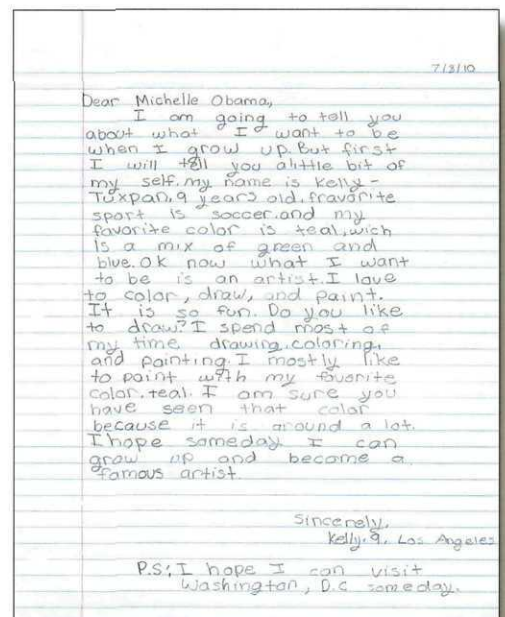 7/3/10
Dear Michelle Obama,
I am going to tell you
about what I want to be
when I grow up. But first
I will tell you alittle bit of
my self. my name is Kelly-
Tuxpan. 9 years old. fravorite
sport is soccer. and my
favorite color is teal, wich
is a mix of green and
blue. Ok now what I want
to be is an artist. I love
to color, draw, and paint.
It is so fun. Do you like
to draw? I spend most of
my time drawing. coloring.
and painting. I mostly like
to paint with my favorite
color. teal. I am sure you
have seen that color
because it is around a lot.
I hope someday I can
grow up and become a
famous artist.
Sincerely,
Kelly. 9. Los Angeles
P.S; I hope I can visit
Washington, D.C someday.